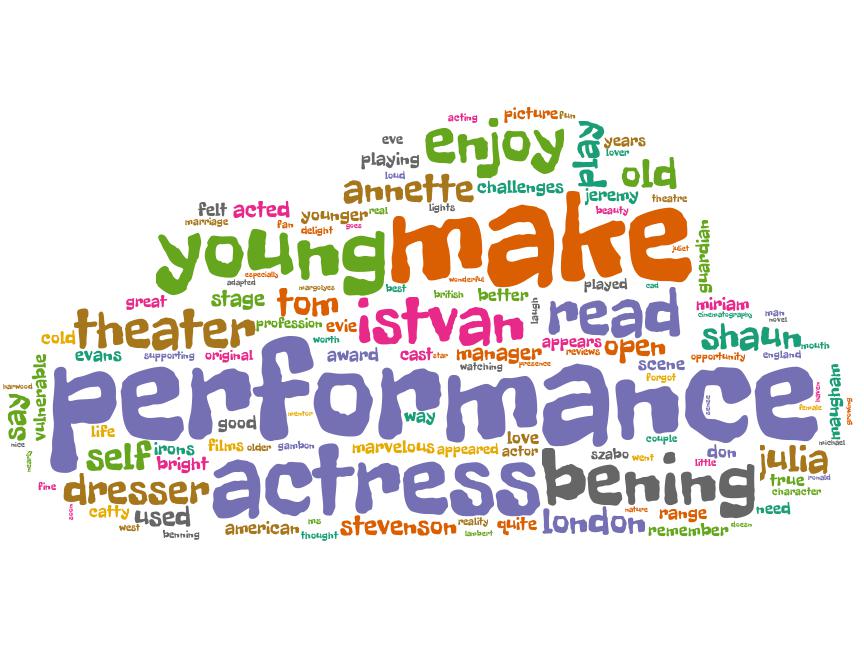 acting picture fun
eve enjoy play years
playing lover
loud annette challenges old
jeremy theatre
felt acted younger real lights beauty
marriage fan delight goes
young make juliet guardian
especially wonderful
adapted margolyes best played cad
great stage tom british better laugh read miriam
cinematography man
novel
cold theater profession evie istvan shaun mouth
worth appears open
evans supporting original award cast star manager reviews opportunity england
watching presence scene
harwood vulnerable performance forgot
say life good mentor way sense female haven maugham growing
nice couple michael
self irons films older gambon marvelous appeared love
actor
szabo went don julia
bright little
fine dresser actress bening true ronald
character
zoom catty used london range need
west benning american ms stevenson reality quite nature remember doesn
thought lambert